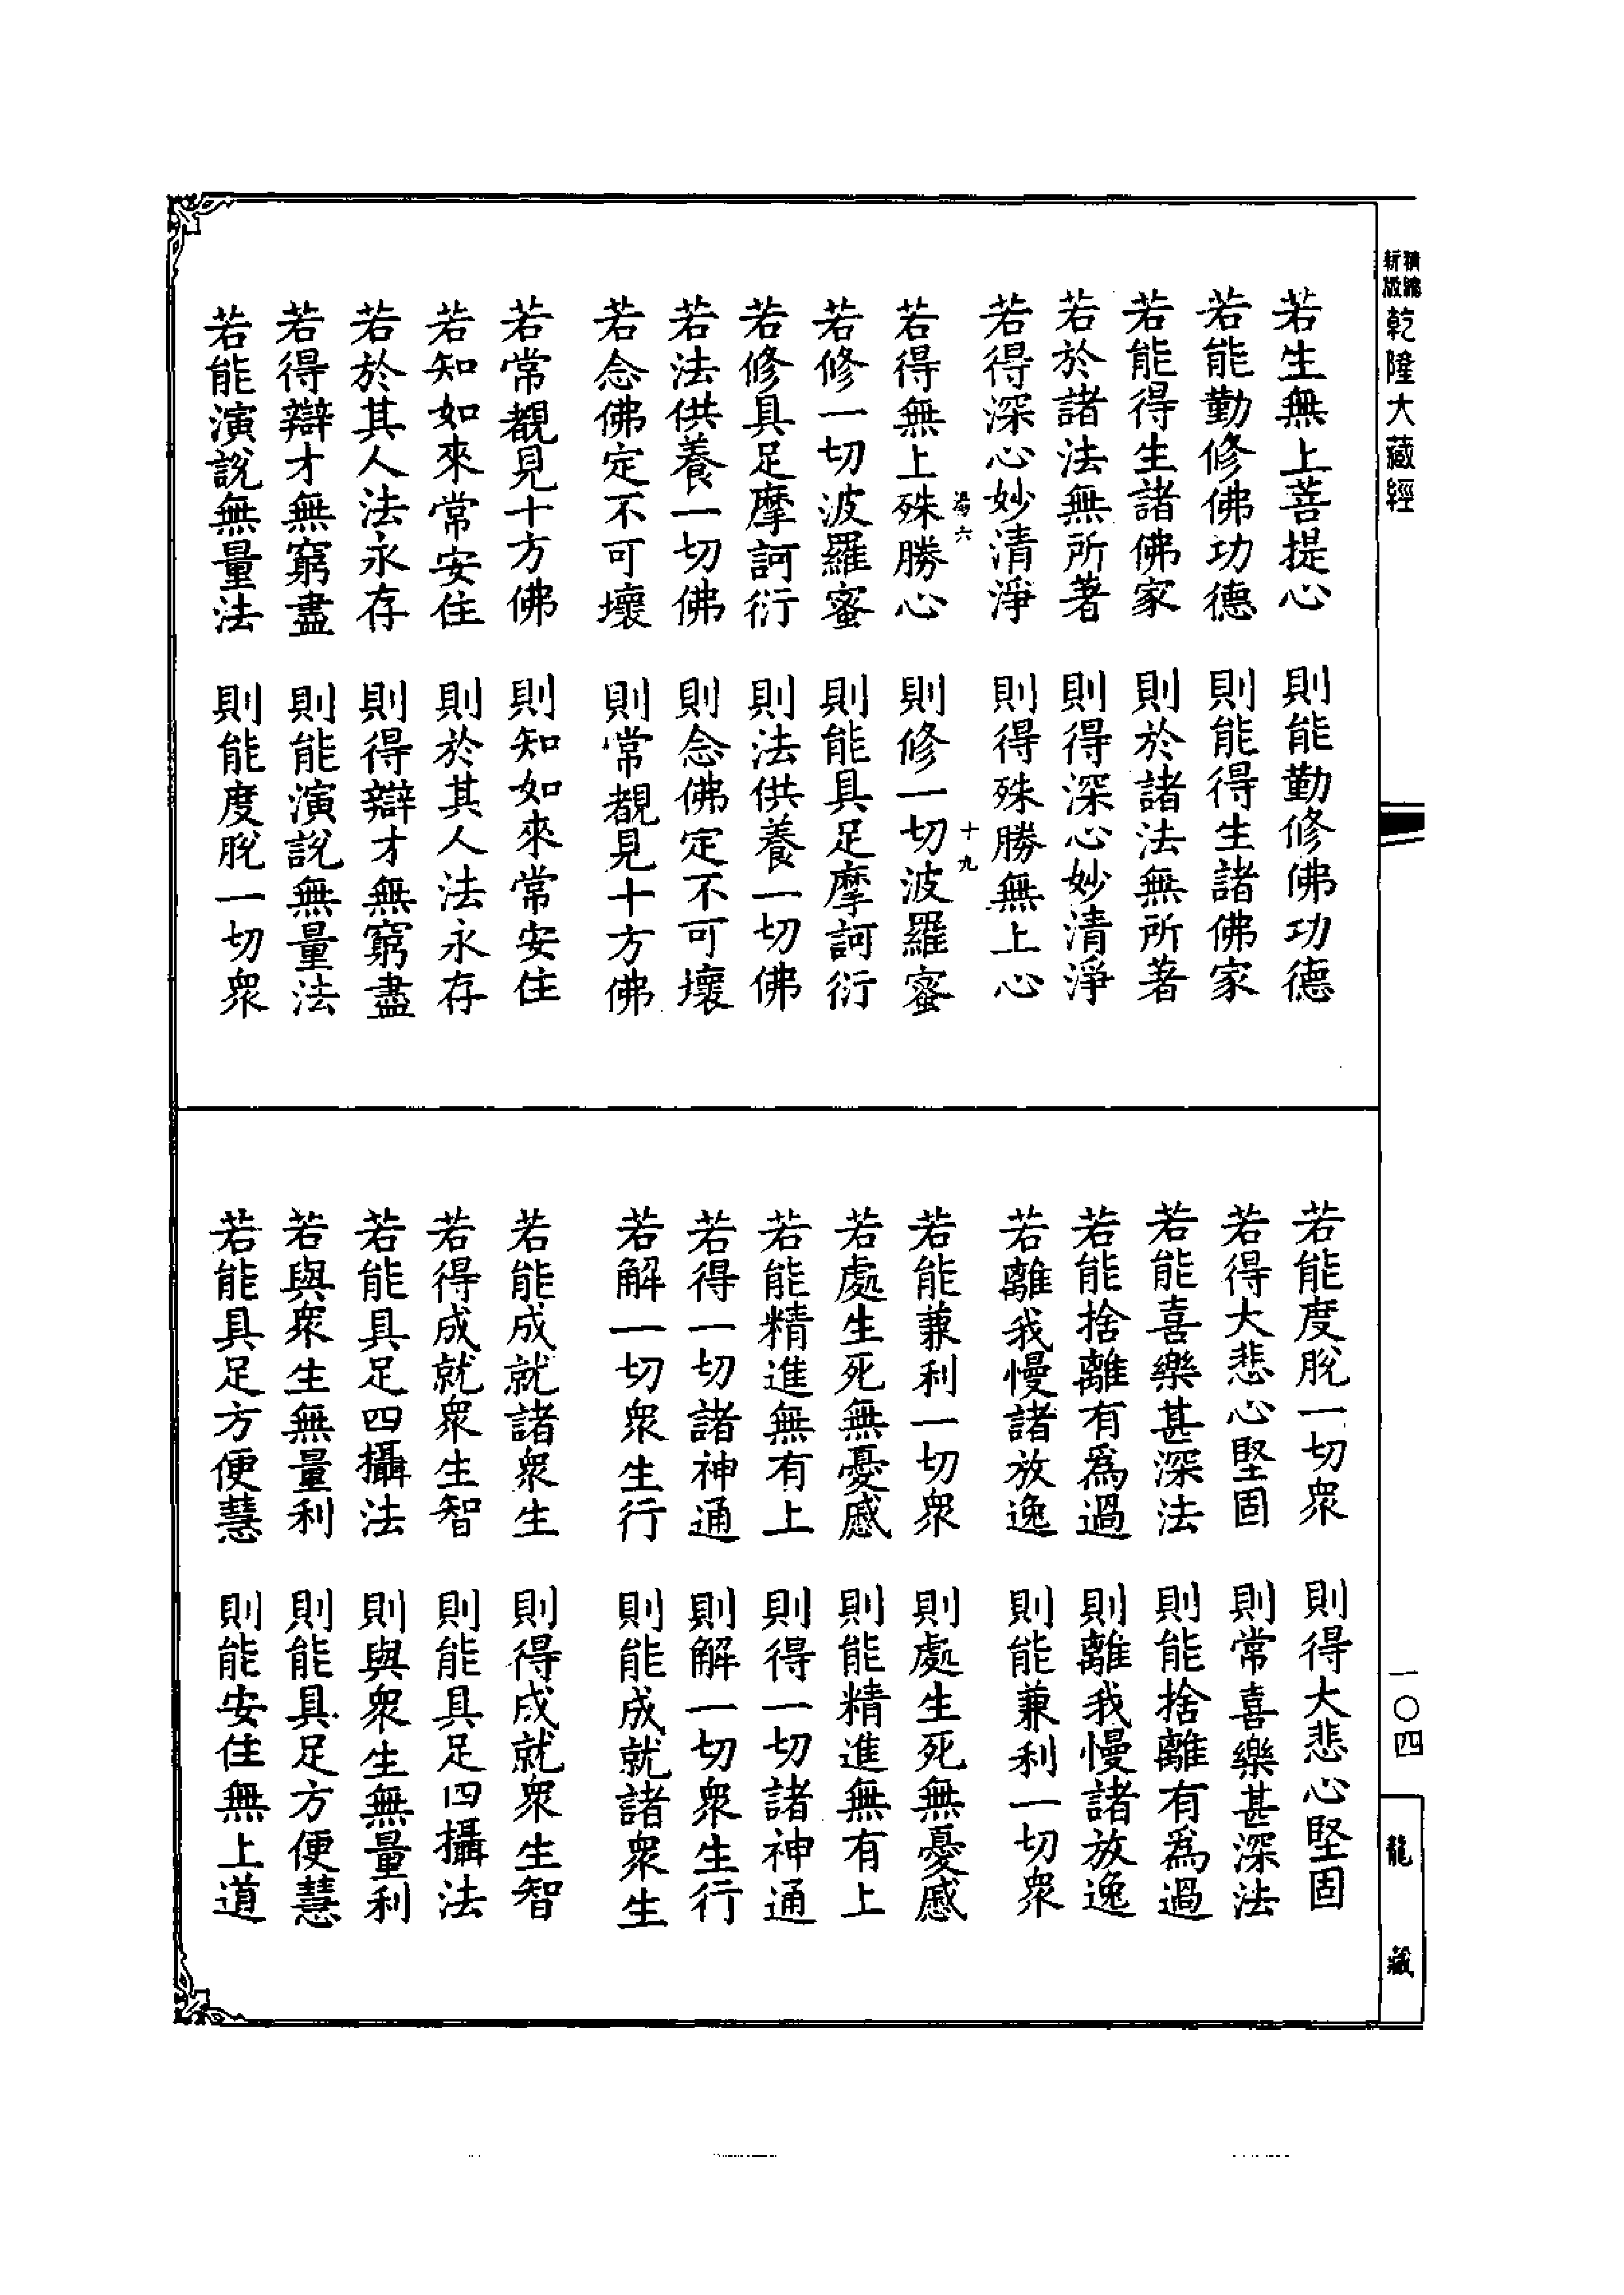 精編
新版
乾隆大藏經
若生無上菩提心　則能勤修佛功德
若能勤修佛功德　則能得生諸佛家
若能得生諸佛家　則於諸法無所著
若於諸法無所著　則得深心妙清淨
若得深心妙清淨　則得殊勝無上心
湯六　十九
若得無上殊勝心　則修一切波羅蜜
若修一切波羅蜜　則能具足摩訶衍
若修具足摩訶衍　則法供養一切佛
若法供養一切佛　則念佛定不可壞
若念佛定不可壞　則常覩見十方佛
若常覩見十方佛　則知如來常安住
若知如來常安住　則於其人法永存
若於其人法永存　則得辯才無窮盡
若得辯才無窮盡　則能演說無量法
若能演說無量法　則能度脫一切衆
若能度脫一切衆　則得大悲心堅固
若得大悲心堅固　則常喜樂甚深法
若能喜樂甚深法　則能捨離有爲過
若能捨離有爲過　則離我慢諸放逸
若離我慢諸放逸　則能兼利一切衆
若能兼利一切衆　則處生死無憂慼
若處生死無憂慼　則能精進無有上
若能精進無有上　則得一切諸神通
若得一切諸神通　則解一切衆生行
若解一切衆生行　則能成就諸衆生
若能成就諸衆生　則得成就衆生智
若得成就衆生智　則能具足四攝法
若能具足四攝法　則與衆生無量利
若與衆生無量利　則能具足方便慧
若能具足方便慧　則能安住無上道
一〇四
龍藏